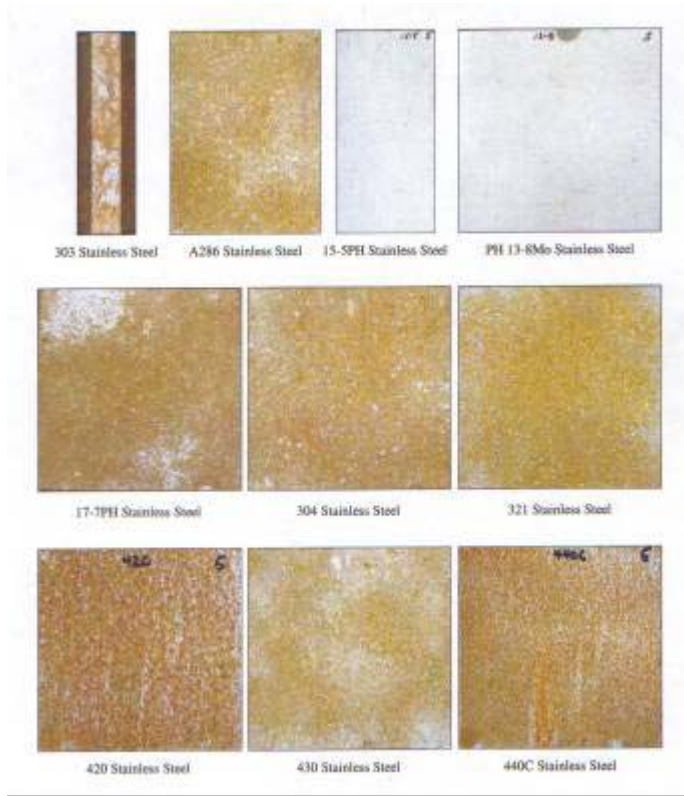 5
5
303 Stainless Steel
A286 Stainless Steel
15-5PH Stainless Steel
PH 13-8Mo Stainless Steel
17-7PH Stainless Steel
304 Stainless Steel
321 Stainless Steel
420 5
440C
420 Stainless Steel
430 Stainless Steel
440C Stainless Steel